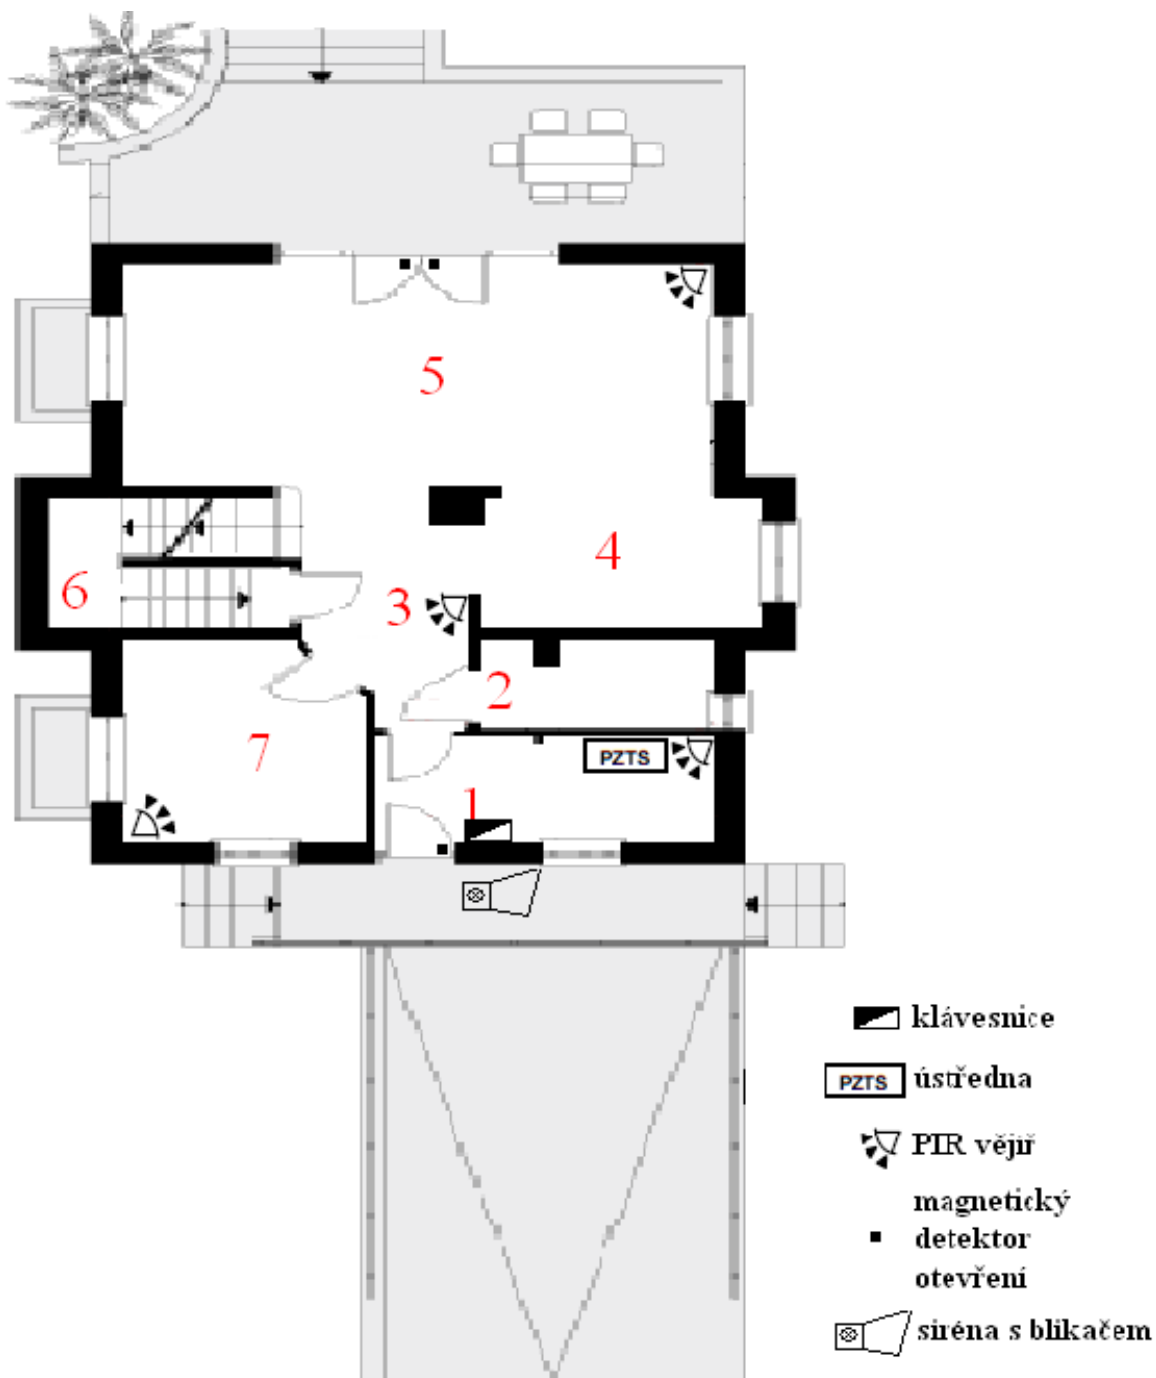 5
4
3
6
2
7
PZTS
1
klávesnice
PZTS ústředna
PIR vějíř
magnetický
detektor
otevření
siréna s blikačem